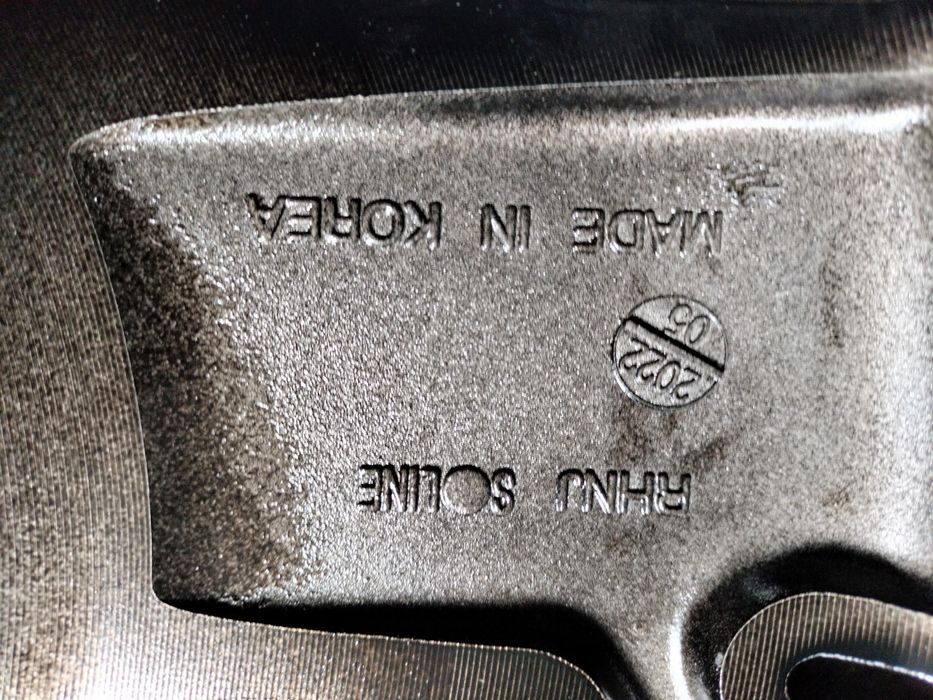 RHNJ SOLINE
2022
05
MADE IN KOREA